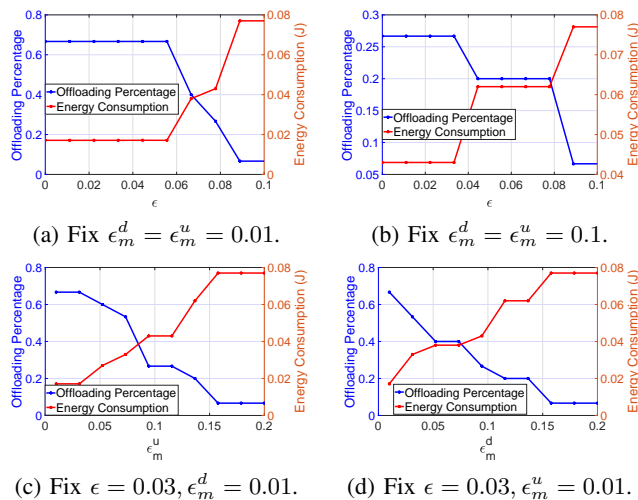 0.8
0.6
0.4
0.2
0
Offloading Percentage
Offloading Percentage
Energy Consumption
0.08
0.06
0.04
0.02
0
Energy Consumption (J)
0 0.02 0.04 0.06 0.08 0.1
ϵ
(a) Fix ϵ_m^d = ϵ_m^u = 0.01.
0.3
0.25
0.2
0.15
0.1
0.05
Offloading Percentage
Offloading Percentage
Energy Consumption
0.08
0.07
0.06
0.05
0.04
Energy Consumption (J)
0 0.02 0.04 0.06 0.08 0.1
ϵ
(b) Fix ϵ_m^d = ϵ_m^u = 0.1.
0.8
0.6
0.4
0.2
0
Offloading Percentage
Offloading Percentage
Energy Consumption
0.08
0.06
0.04
0.02
0
Energy Consumption (J)
0 0.05 0.1 0.15 0.2
ϵ_m^u
(c) Fix ϵ = 0.03, ϵ_m^d = 0.01.
0.8
0.6
0.4
0.2
0
Offloading Percentage
Offloading Percentage
Energy Consumption
0.08
0.06
0.04
0.02
0
Energy Consumption (J)
0 0.05 0.1 0.15 0.2
ϵ_m^d
(d) Fix ϵ = 0.03, ϵ_m^u = 0.01.